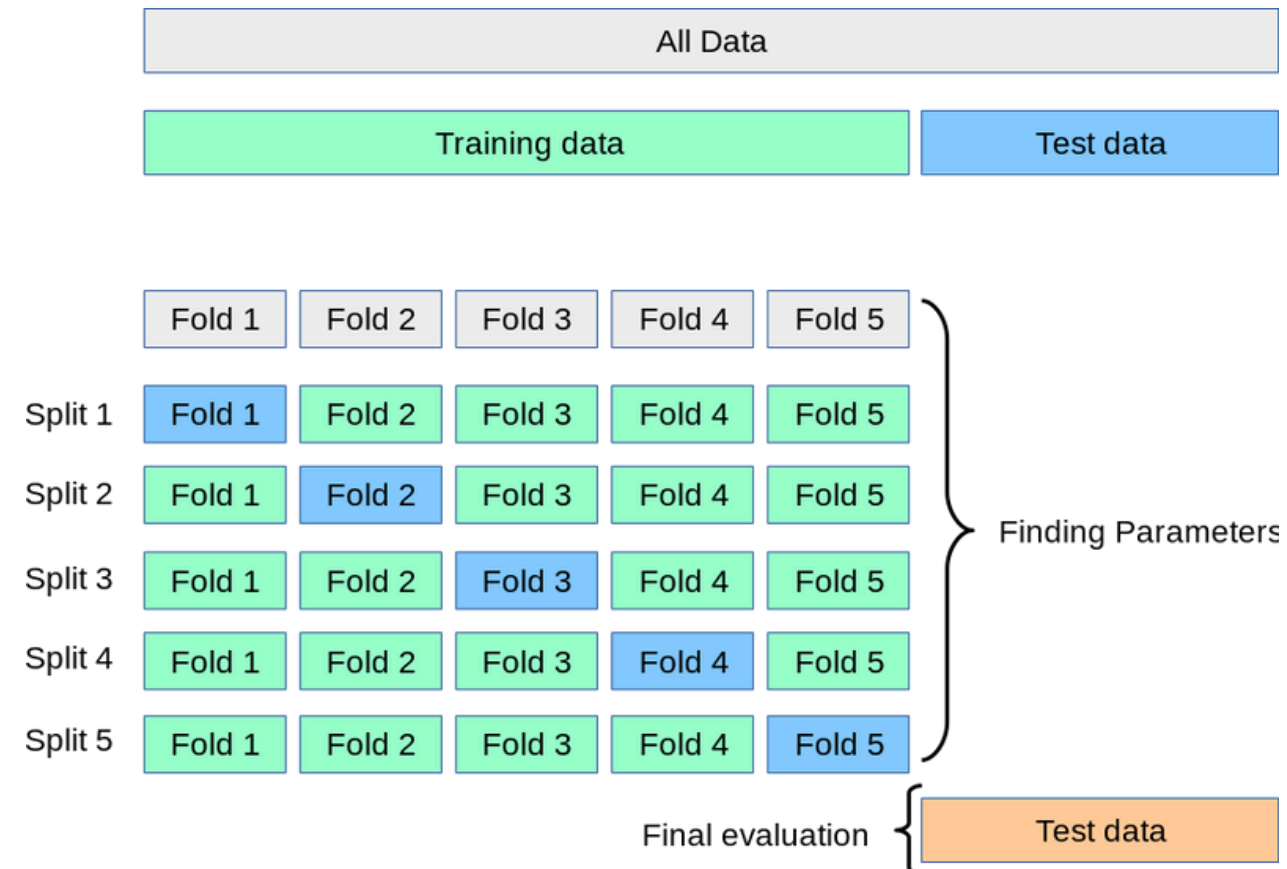 All Data
Training data Test data
Fold 1 Fold 2 Fold 3 Fold 4 Fold 5
Split 1 Fold 1 Fold 2 Fold 3 Fold 4 Fold 5
Split 2 Fold 1 Fold 2 Fold 3 Fold 4 Fold 5
Finding Parameters
Split 3 Fold 1 Fold 2 Fold 3 Fold 4 Fold 5
Split 4 Fold 1 Fold 2 Fold 3 Fold 4 Fold 5
Split 5 Fold 1 Fold 2 Fold 3 Fold 4 Fold 5
Final evaluation Test data